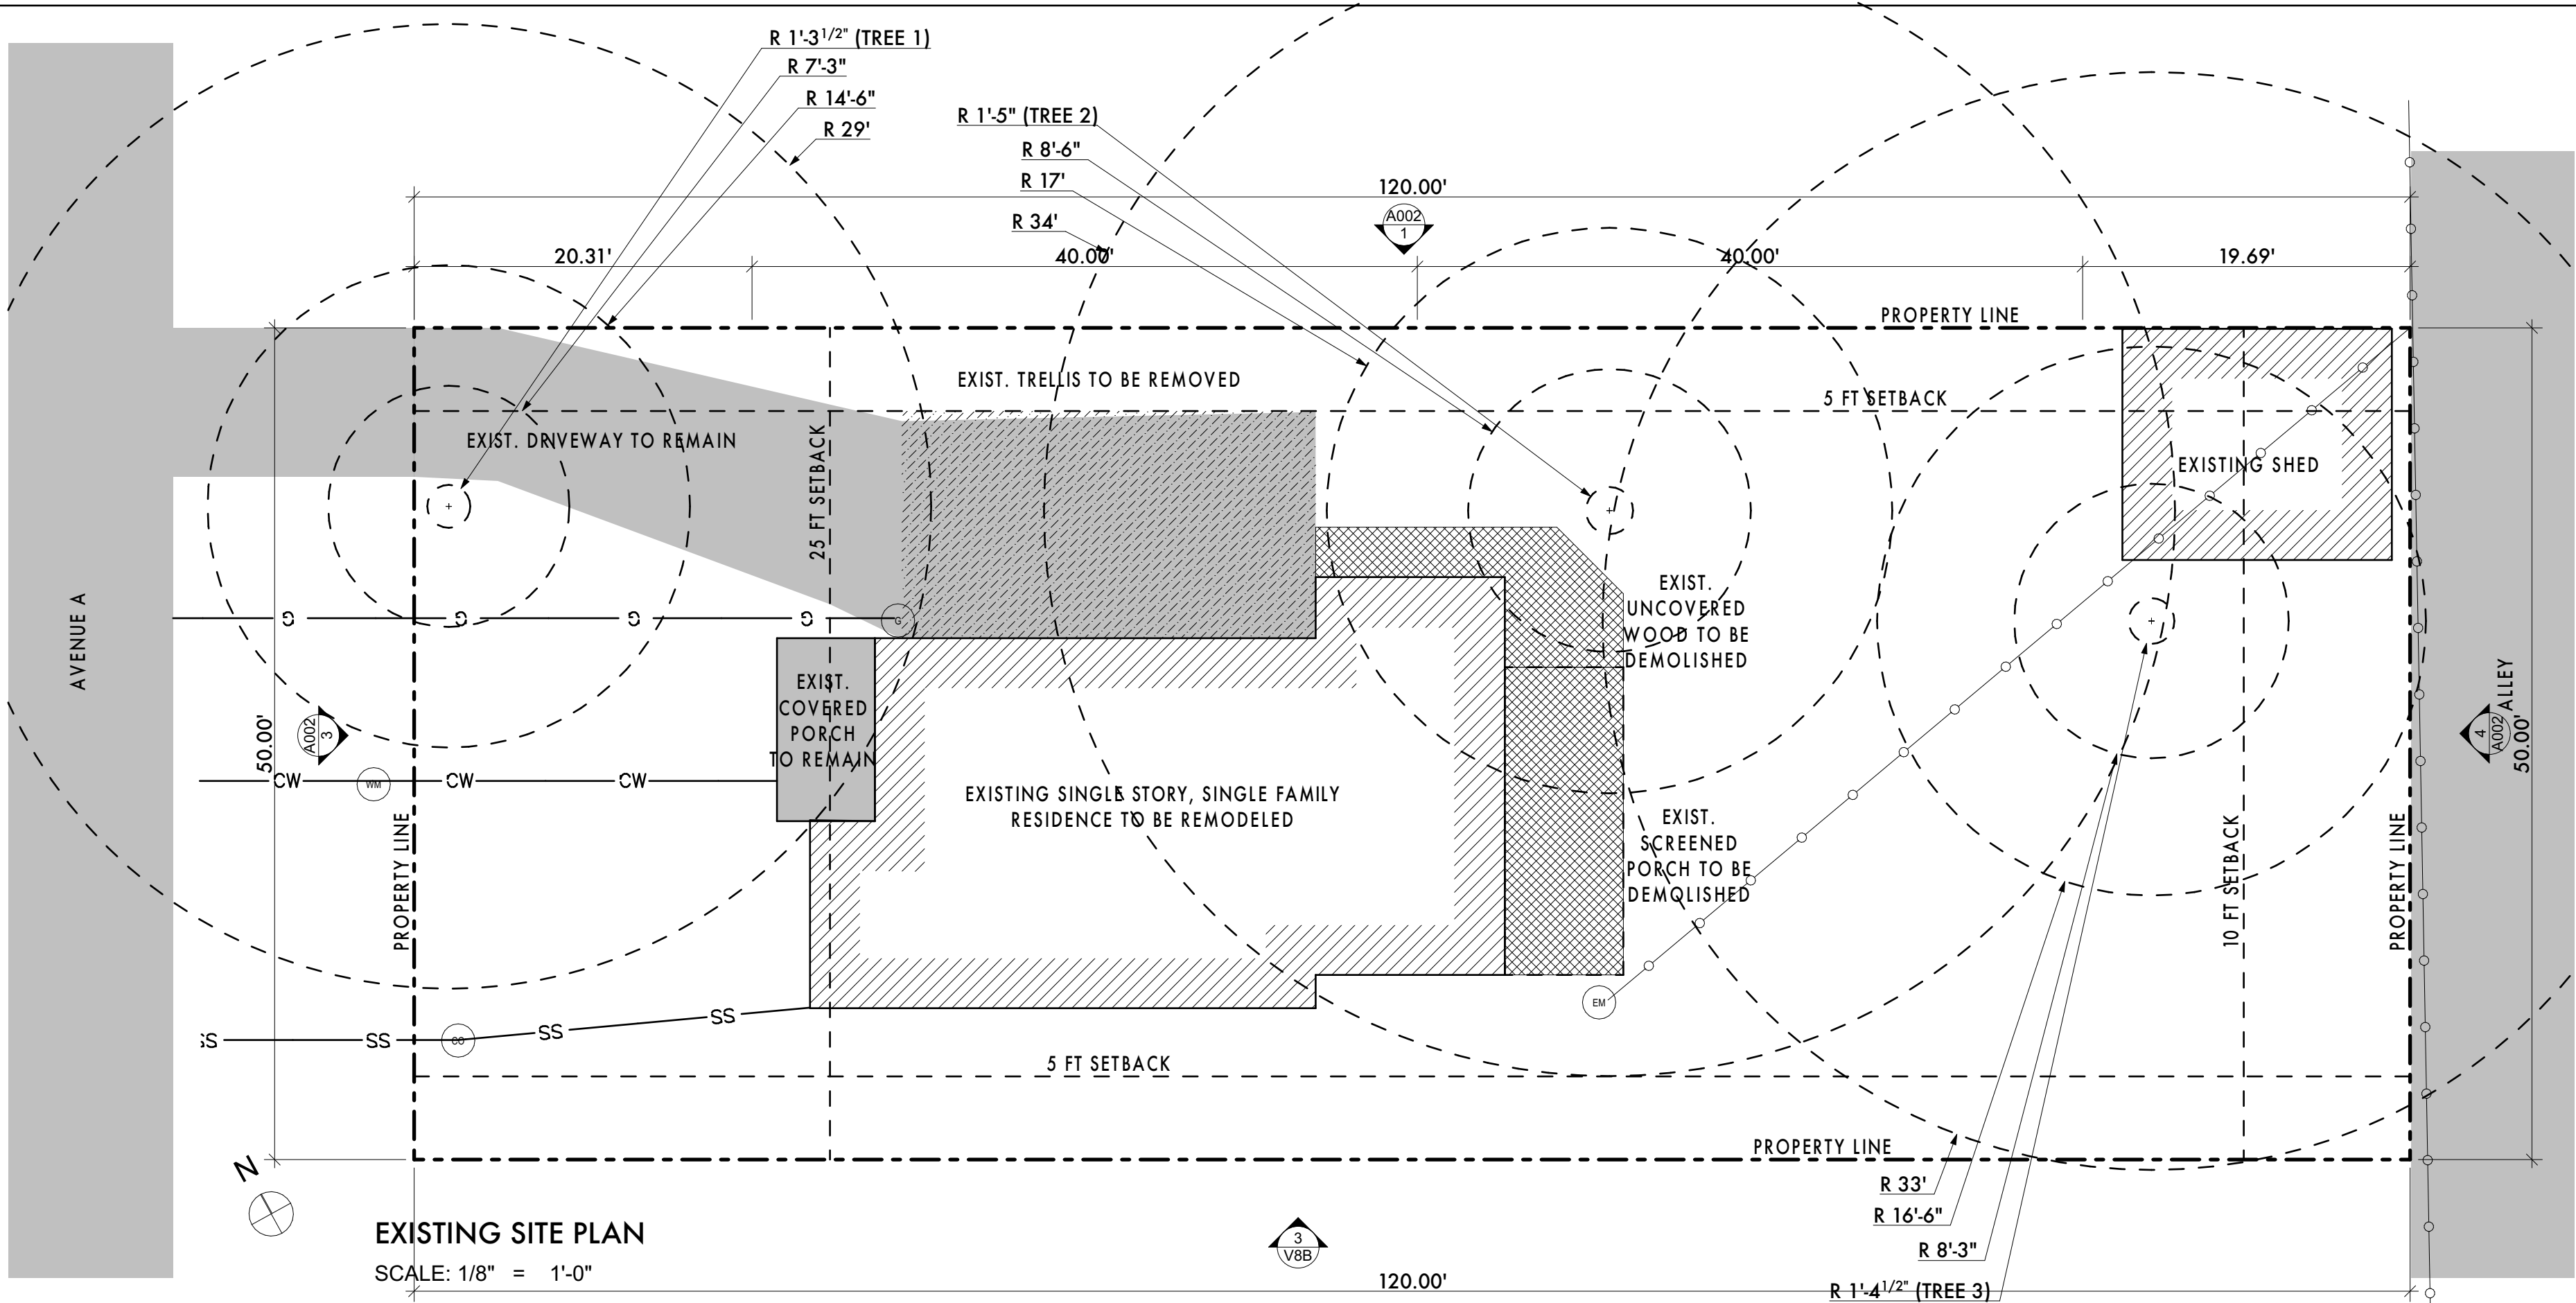 R 1'-3 1/2" (TREE 1)
R 7'-3"
R 14'-6"
R 29'
R 1'-5" (TREE 2)
R 8'-6"
R 17'
R 34'
120.00'
A002
1
20.31'
40.00'
40.00'
19.69'
PROPERTY LINE
EXIST. TRELLIS TO BE REMOVED
5 FT SETBACK
EXIST. DRIVEWAY TO REMAIN
25 FT SETBACK
EXISTING SHED
AVENUE A
G
G
G
G
G
EXIST.
UNCOVERED
WOOD TO BE
DEMOLISHED
EXIST.
COVERED
PORCH
TO REMAIN
50.00'
A002
3
CW
WM
CW
CW
EXISTING SINGLE STORY, SINGLE FAMILY
RESIDENCE TO BE REMODELED
EXIST.
SCREENED
PORCH TO BE
DEMOLISHED
PROPERTY LINE
10 FT SETBACK
PROPERTY LINE
ALLEY
4
A002
50.00'
EM
SS
SS
CO
SS
SS
5 FT SETBACK
PROPERTY LINE
N
R 33'
R 16'-6"
R 8'-3"
R 1'-4 1/2" (TREE 3)
EXISTING SITE PLAN
SCALE: 1/8" = 1'-0"
3
V8B
120.00'